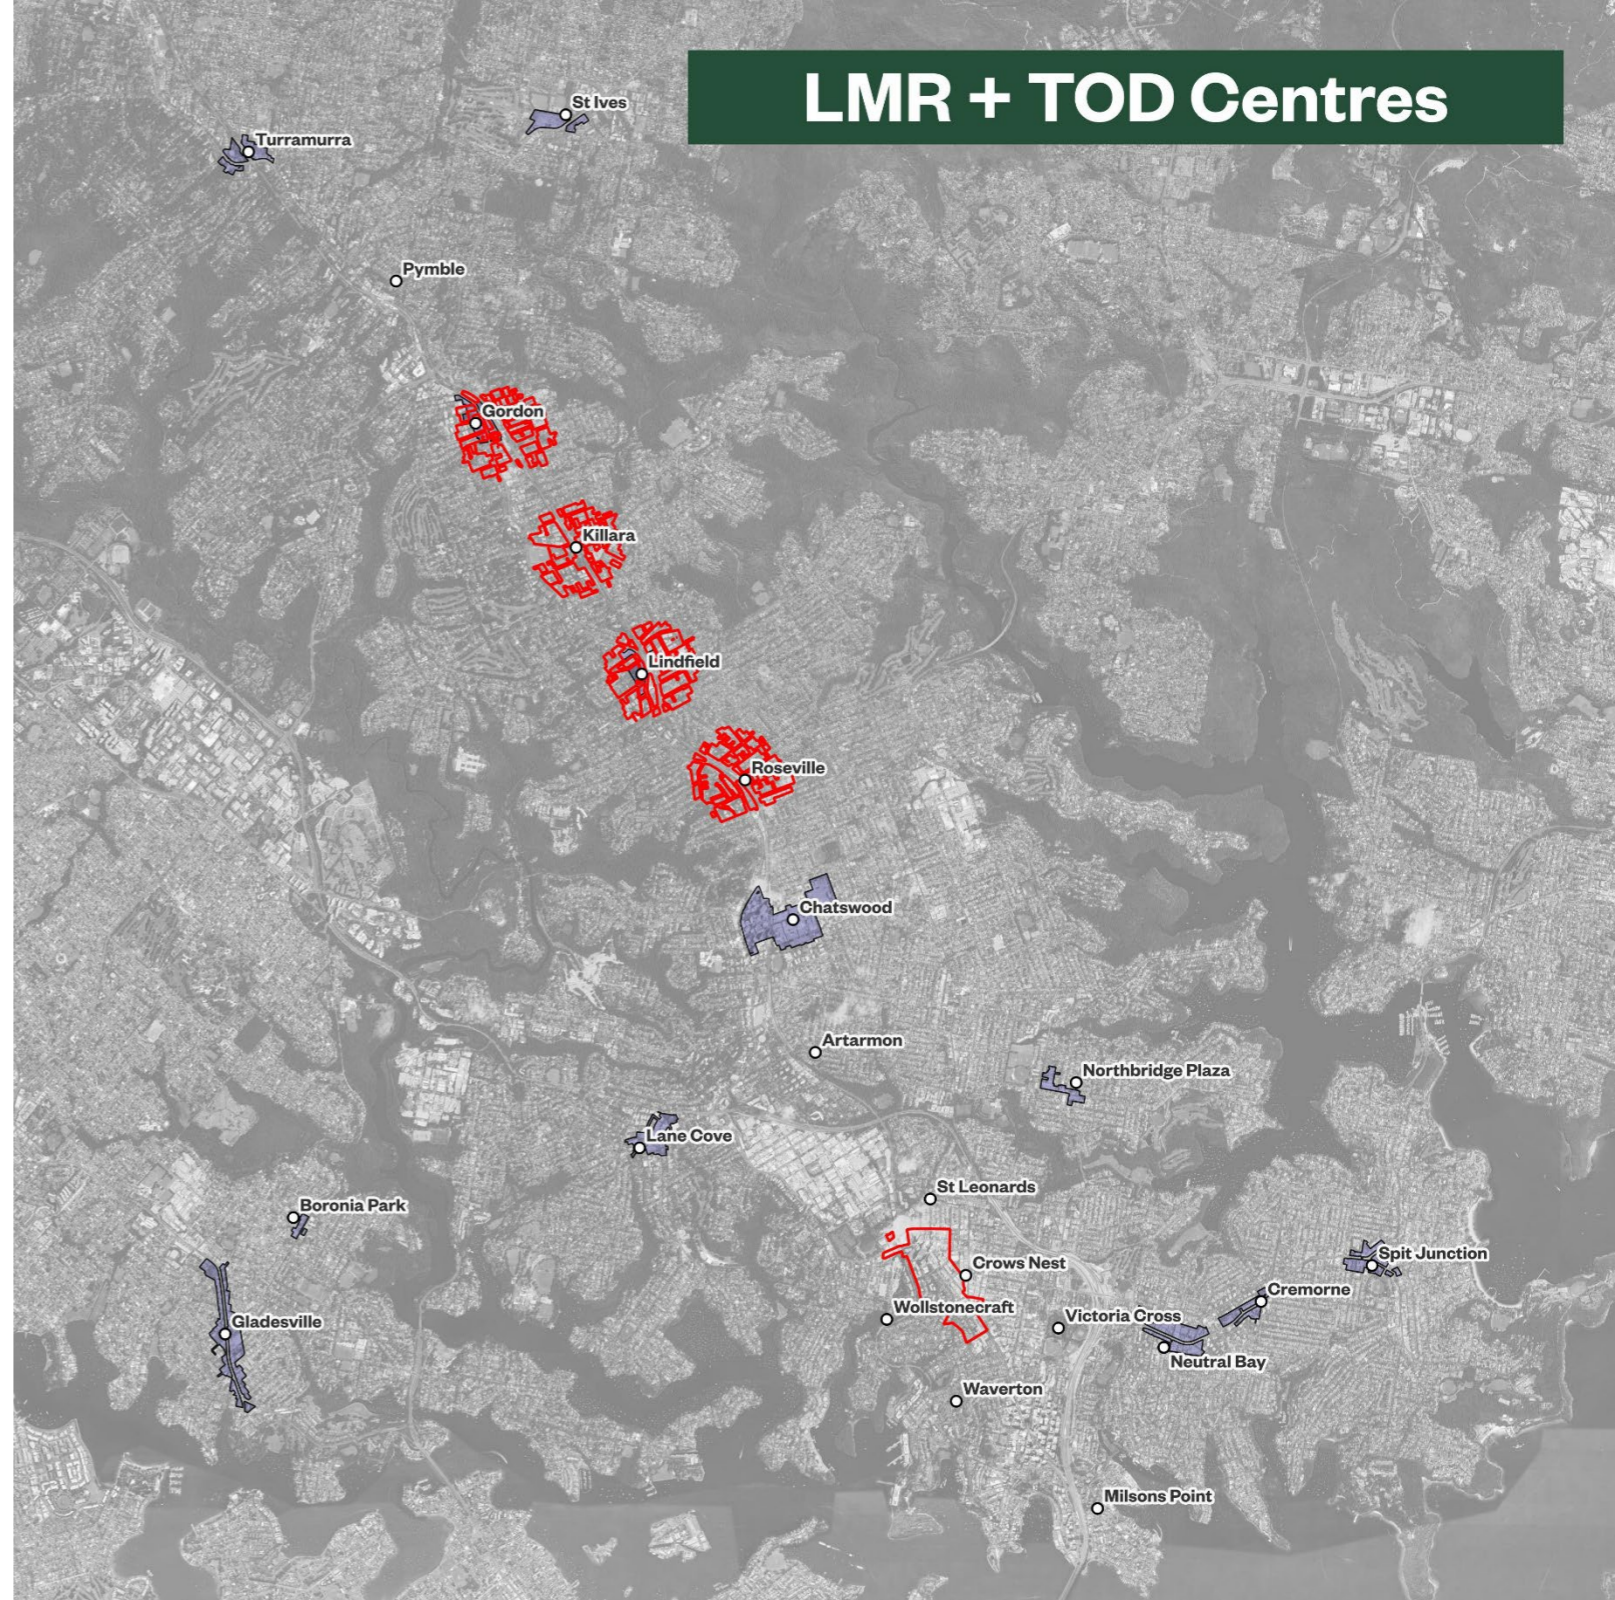 LMR + TOD Centres
St Ives
Turramurra
Pymble
Gordon
Killara
Lindfield
Roseville
Chatswood
Artarmon
Northbridge Plaza
Lane Cove
St Leonards
Boronia Park
Spit Junction
Crows Nest
Cremorne
Wollstonecraft
Victoria Cross
Gladesville
Neutral Bay
Waverton
Milsons Point